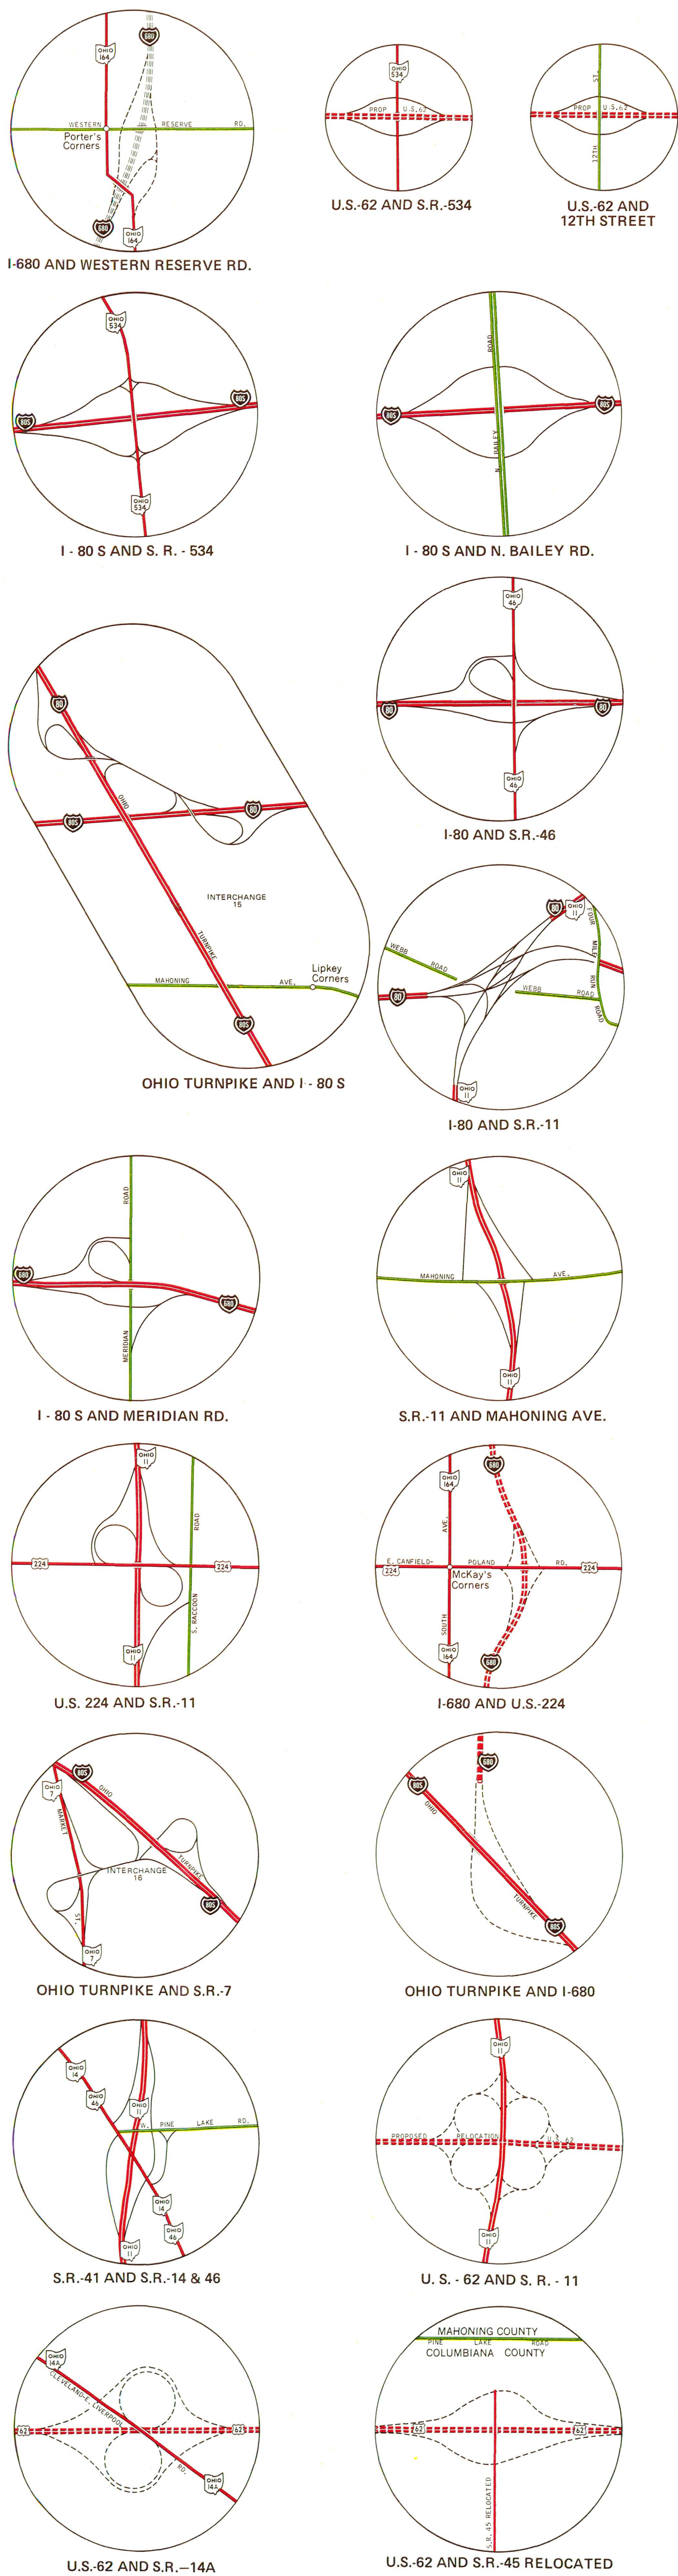 OHIO
164
680
WESTERN RESERVE RD.
Porter's
Corners
680
OHIO
164
I-680 AND WESTERN RESERVE RD.
OHIO
534
PROP U.S.62
U.S.-62 AND S.R.-534
12TH ST.
PROP U.S.62
U.S.-62 AND
12TH STREET
OHIO
534
80S
80S
OHIO
534
I - 80 S AND S. R. - 534
N. BAILEY ROAD
80S
80S
I - 80 S AND N. BAILEY RD.
80
OHIO TURNPIKE
80S
80
INTERCHANGE
15
MAHONING AVE.
Lipkey
Corners
80S
OHIO TURNPIKE AND I - 80 S
OHIO
46
80
80
OHIO
46
I-80 AND S.R.-46
80
OHIO
11
FOUR MILE RUN ROAD
WEBB ROAD
80
WEBB ROAD
OHIO
11
I-80 AND S.R.-11
MERIDIAN ROAD
680
680
I - 80 S AND MERIDIAN RD.
OHIO
11
MAHONING AVE.
OHIO
11
S.R.-11 AND MAHONING AVE.
OHIO
11
224
224
S. RACCOON ROAD
OHIO
11
U.S. 224 AND S.R.-11
680
OHIO
164
SOUTH AVE.
E. CANFIELD- POLAND RD.
224
224
McKay's
Corners
OHIO
164
680
I-680 AND U.S-224
80S
OHIO
7
OHIO TURNPIKE
MARKET ST.
INTERCHANGE
16
80S
OHIO
7
OHIO TURNPIKE AND S.R.-7
680
80S
OHIO TURNPIKE
80S
OHIO TURNPIKE AND I-680
OHIO
14
OHIO
46
OHIO
11
W. PINE LAKE RD.
OHIO
14
OHIO
46
OHIO
11
S.R.-41 AND S.R.-14 & 46
OHIO
11
PROPOSED RELOCATION U.S. 62
OHIO
11
U. S. - 62 AND S. R. - 11
OHIO
14A
CLEVELAND-E. LIVERPOOL RD.
62
62
OHIO
14A
U.S.-62 AND S.R.—14A
MAHONING COUNTY
PINE LAKE ROAD
COLUMBIANA COUNTY
62
62
S.R. 45 RELOCATED
U.S.-62 AND S.R.-45 RELOCATED